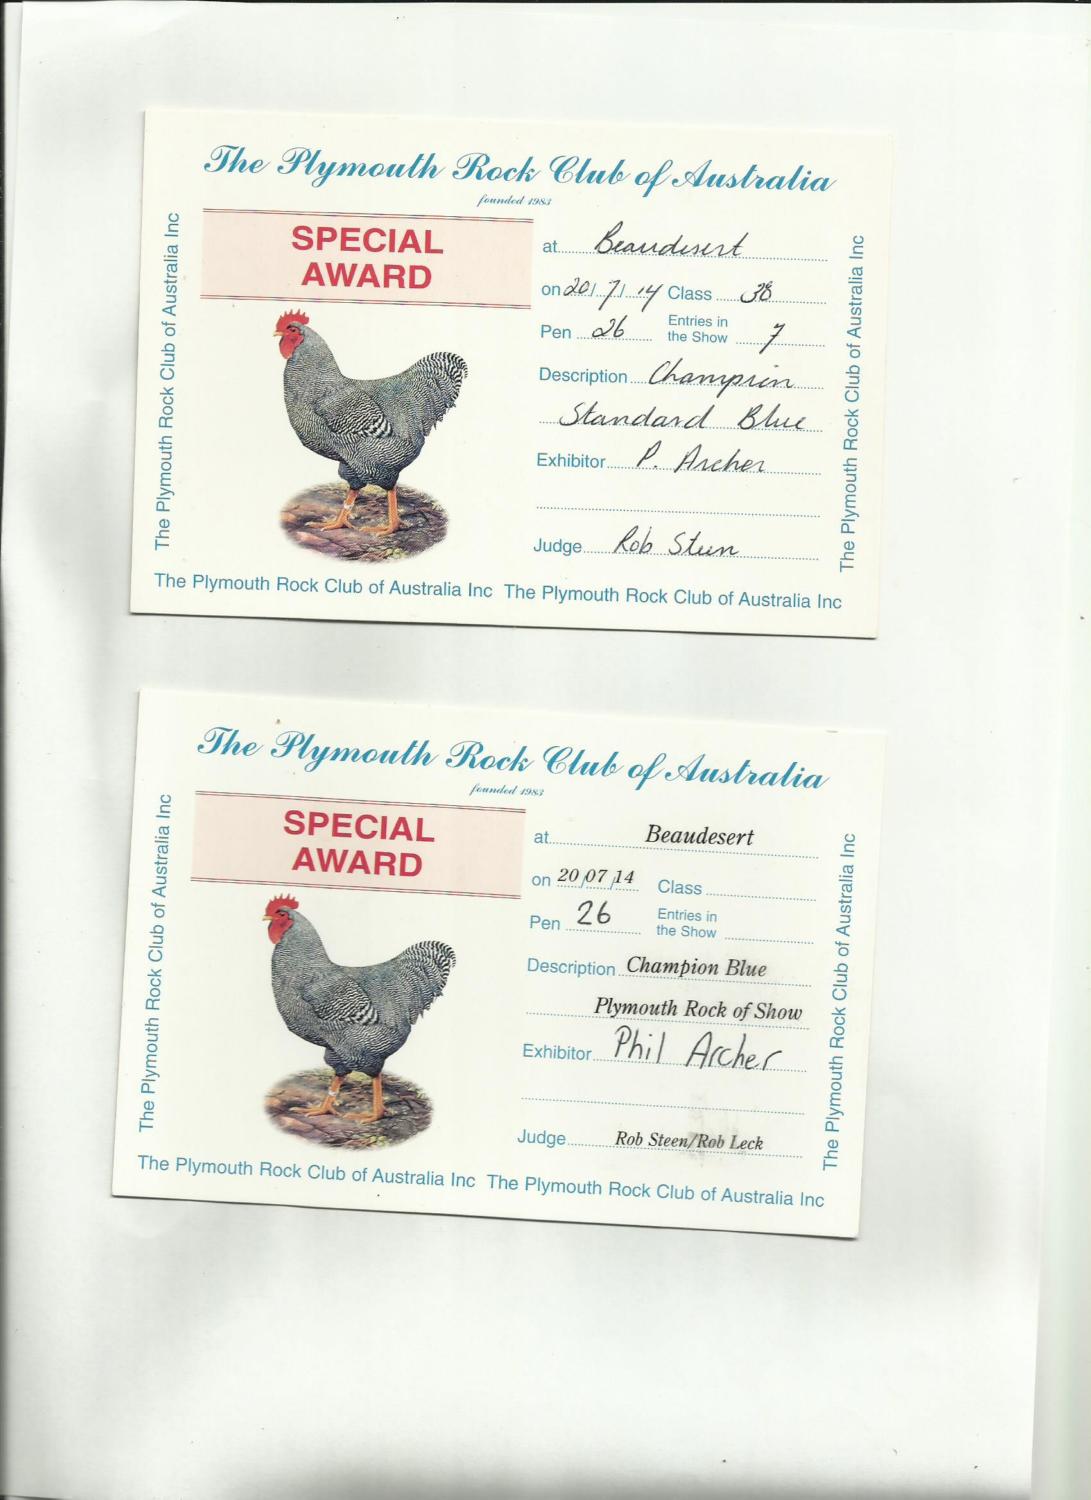 The Plymouth Rock Club of Australia
founded 1983
SPECIAL
AWARD
at Beaudesert
on 20/7/14 Class 38
Pen 26 Entries in
the Show 7
Description Champion
Standard Blue
Exhibitor P. Archer
Judge Rob Steen
The Plymouth Rock Club of Australia Inc
The Plymouth Rock Club of Australia Inc
The Plymouth Rock Club of Australia Inc The Plymouth Rock Club of Australia Inc
The Plymouth Rock Club of Australia
founded 1983
SPECIAL
AWARD
at Beaudesert
on 20/07/14 Class
Pen 26 Entries in
the Show
Description Champion Blue
Plymouth Rock of Show
Exhibitor Phil Archer
Judge Rob Steen/Rob Leck
The Plymouth Rock Club of Australia Inc
The Plymouth Rock Club of Australia Inc
The Plymouth Rock Club of Australia Inc The Plymouth Rock Club of Australia Inc